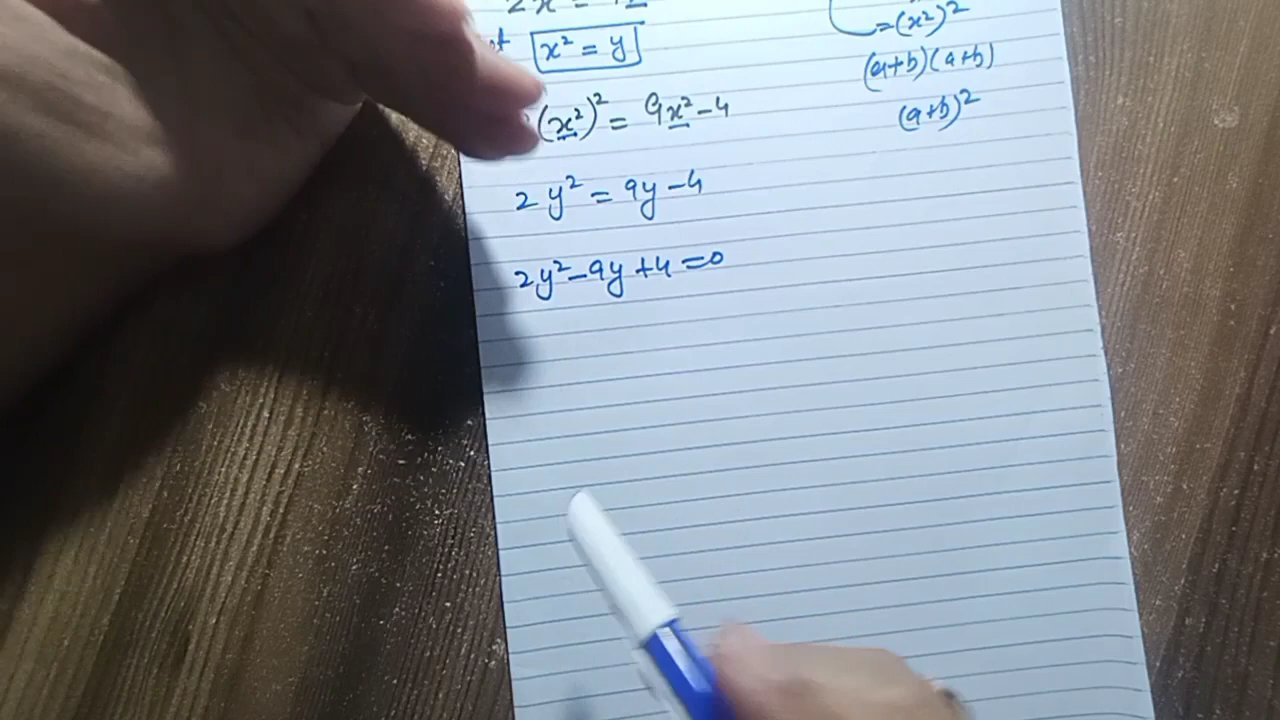 x² = y
(x²)² = 9x² - 4
2y² = 9y - 4
2y² - 9y + 4 = 0
= (x²)²
(a+b)(a+b)
(a+b)²